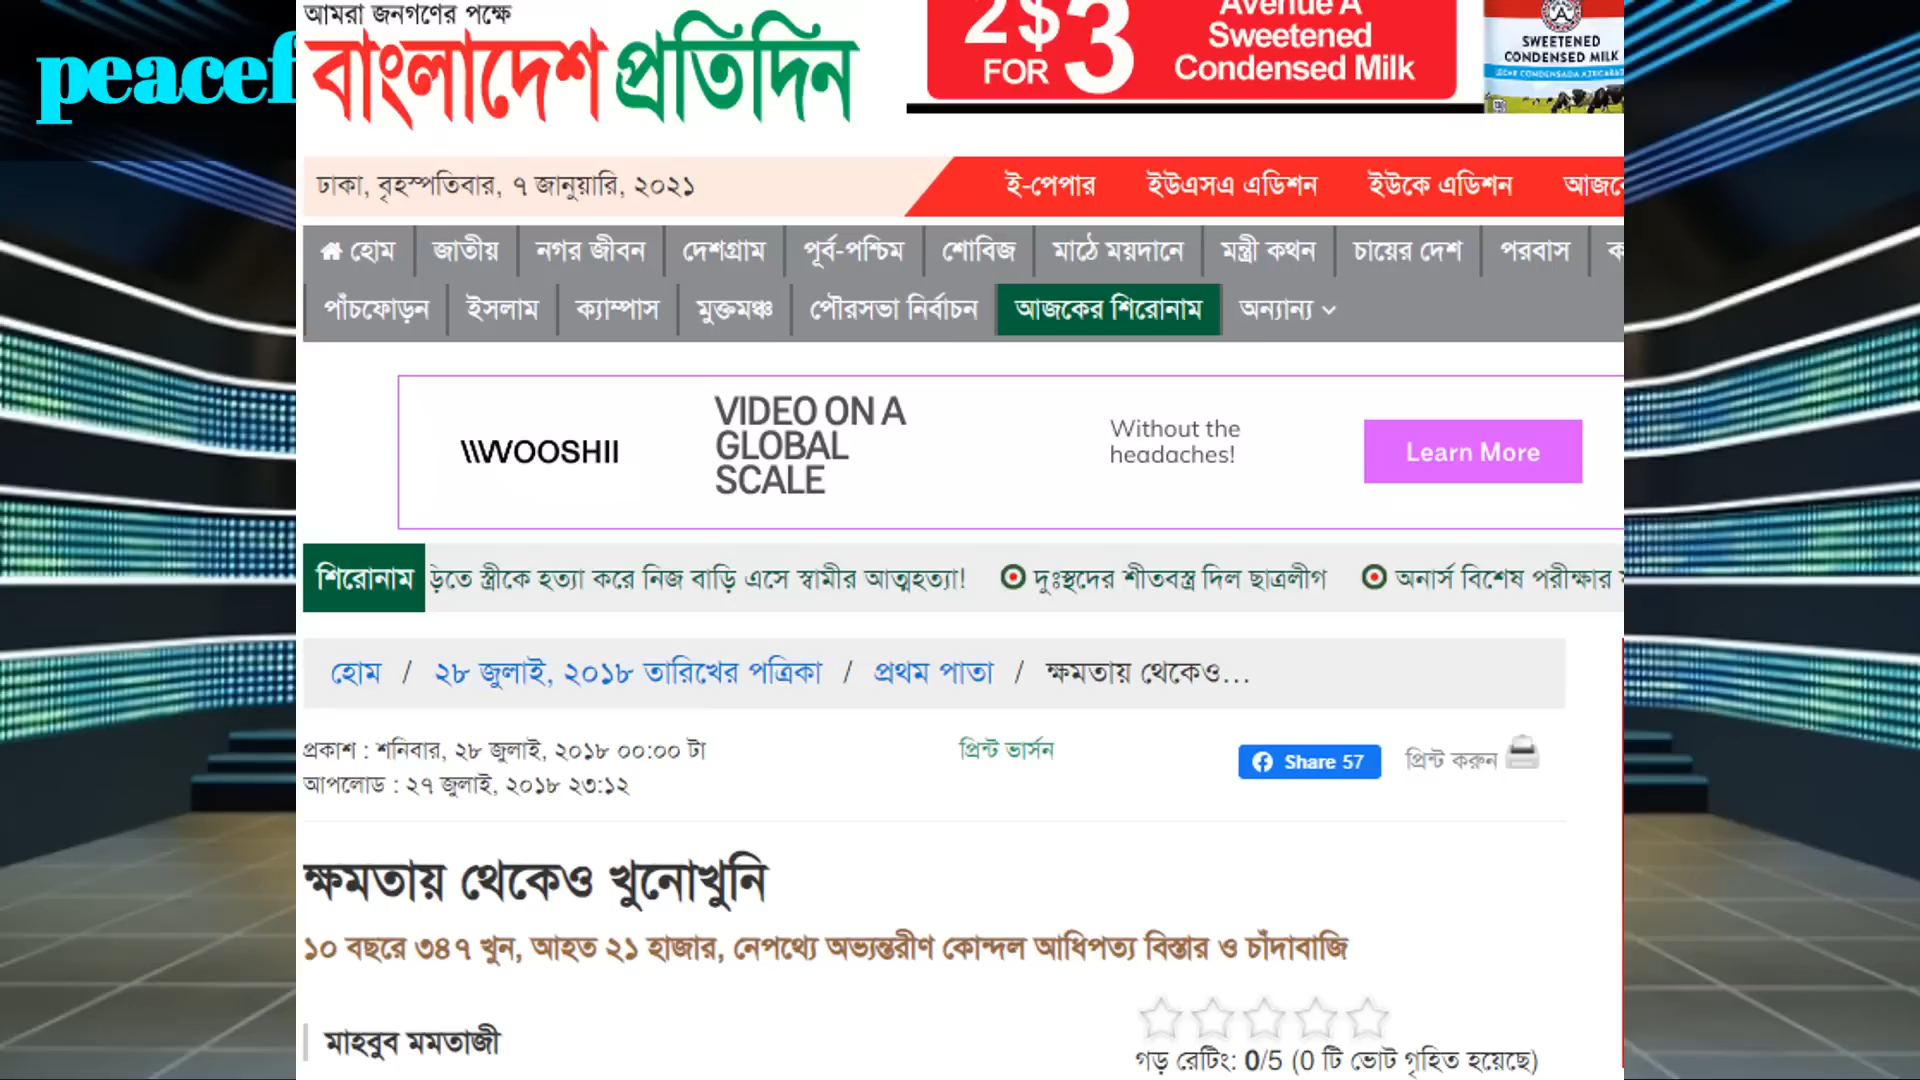 আমরা জনগণের পক্ষে
বাংলাদেশ প্রতিদিন
peacef
2$ FOR 3
Avenue A
Sweetened
Condensed Milk
SWEETENED
CONDENSED MILK
ঢাকা, বৃহস্পতিবার, ৭ জানুয়ারি, ২০২১
ই-পেপার ইউএসএ এডিশন ইউকে এডিশন
হোম জাতীয় নগর জীবন দেশগ্রাম পূর্ব-পশ্চিম শোবিজ মাঠে ময়দানে মন্ত্রী কথন চায়ের দেশ পরবাস
পাঁচফোড়ন ইসলাম ক্যাম্পাস মুক্তমঞ্চ পৌরসভা নির্বাচন আজকের শিরোনাম অন্যান্য
WOOSHII
VIDEO ON A
GLOBAL
SCALE
Without the
headaches!
Learn More
শিরোনাম ড়িতে স্ত্রীকে হত্যা করে নিজ বাড়ি এসে স্বামীর আত্মহত্যা! দুঃস্থদের শীতবস্ত্র দিল ছাত্রলীগ অনার্স বিশেষ পরীক্ষার
হোম / ২৮ জুলাই, ২০১৮ তারিখের পত্রিকা / প্রথম পাতা / ক্ষমতায় থেকেও...
প্রকাশ : শনিবার, ২৮ জুলাই, ২০১৮ ০০:০০ টা
আপলোড : ২৭ জুলাই, ২০১৮ ২৩:১২
প্রিন্ট ভার্সন
Share 57
প্রিন্ট করুন
ক্ষমতায় থেকেও খুনোখুনি
১০ বছরে ৩৪৭ খুন, আহত ২১ হাজার, নেপথ্যে অভ্যন্তরীণ কোন্দল আধিপত্য বিস্তার ও চাঁদাবাজি
মাহবুব মমতাজী
গড় রেটিং: 0/5 (0 টি ভোট গৃহিত হয়েছে)